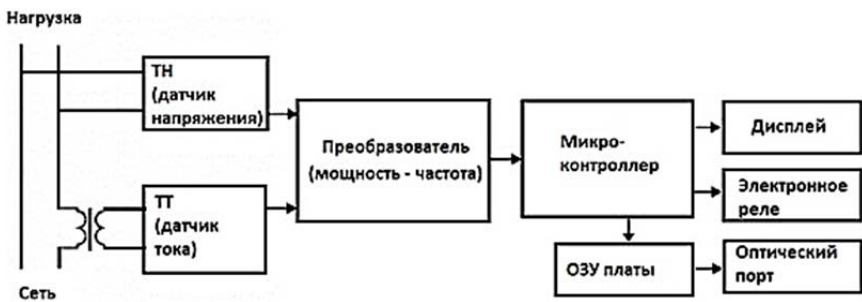 Нагрузка
ТН
(датчик
напряжения)
Преобразователь
(мощность - частота)
Микро-
контроллер
Дисплей
Электронное
реле
ТТ
(датчик
тока)
ОЗУ платы
Оптический
порт
Сеть